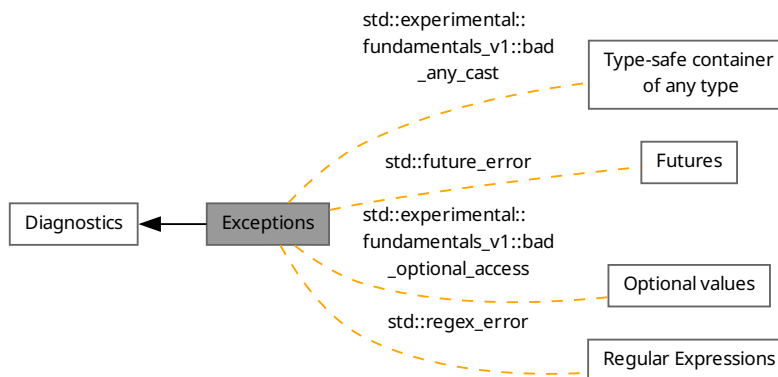 std::experimental::
fundamentals_v1::bad
_any_cast
Type-safe container
of any type
std::future_error
Futures
Diagnostics
Exceptions
std::experimental::
fundamentals_v1::bad
_optional_access
Optional values
std::regex_error
Regular Expressions